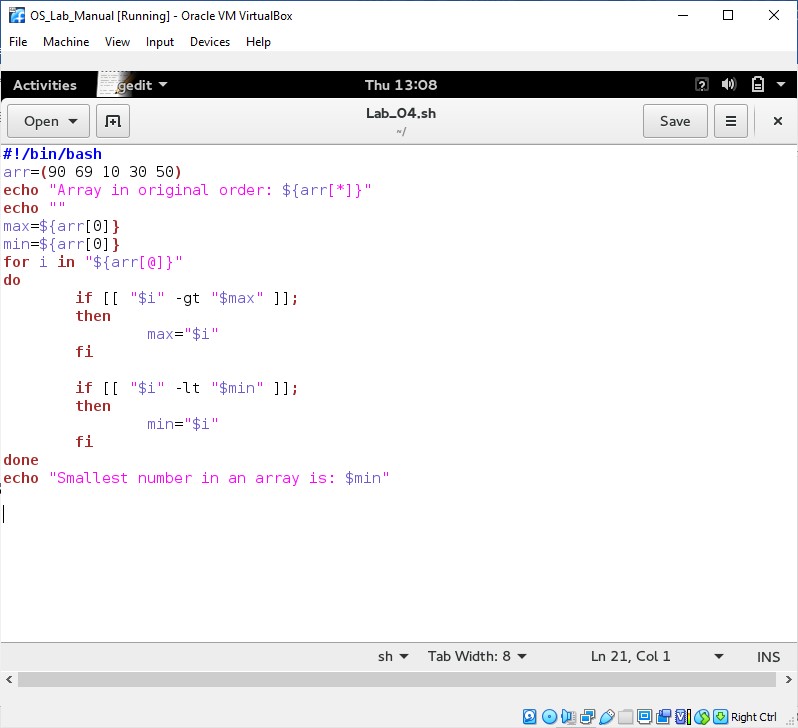 OS_Lab_Manual [Running] - Oracle VM VirtualBox
File Machine View Input Devices Help
Activities gedit Thu 13:08
Open Lab_04.sh Save
~/
#!/bin/bash
arr=(90 69 10 30 50)
echo "Array in original order: ${arr[*]}"
echo ""
max=${arr[0]}
min=${arr[0]}
for i in "${arr[@]}"
do
        if [[ "$i" -gt "$max" ]];
        then
                max="$i"
        fi

        if [[ "$i" -lt "$min" ]];
        then
                min="$i"
        fi
done
echo "Smallest number in an array is: $min"
sh Tab Width: 8 Ln 21, Col 1 INS
Right Ctrl